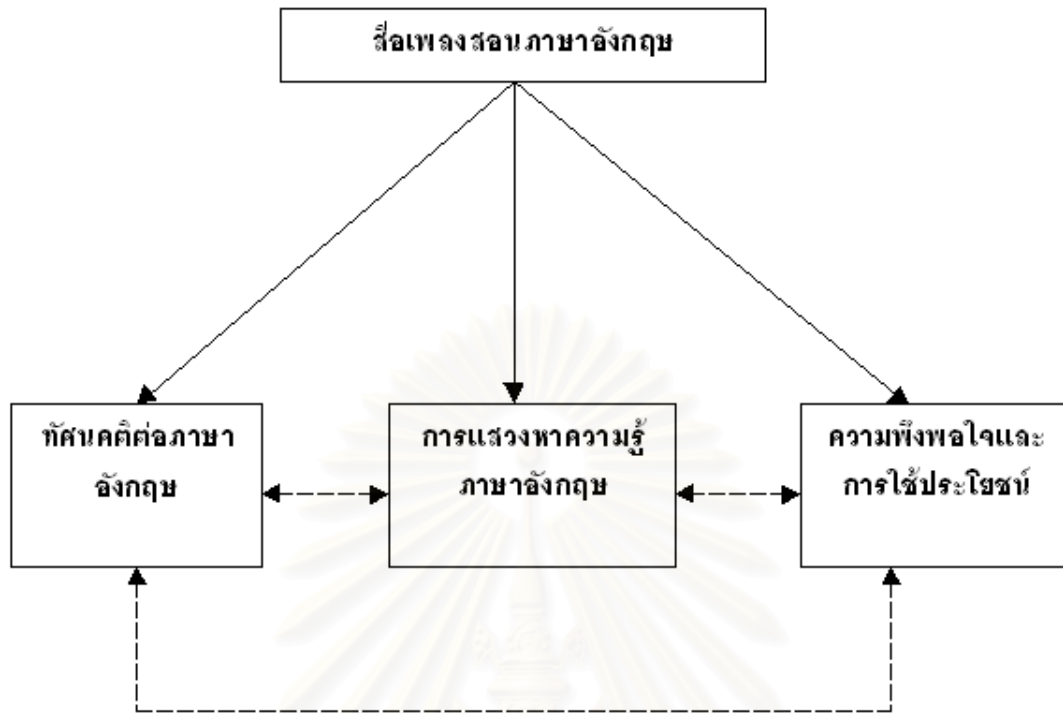 สื่อเพลงสอนภาษาอังกฤษ
ทัศนคติต่อภาษา
อังกฤษ
การแสวงหาความรู้
ภาษาอังกฤษ
ความพึงพอใจและ
การใช้ประโยชน์